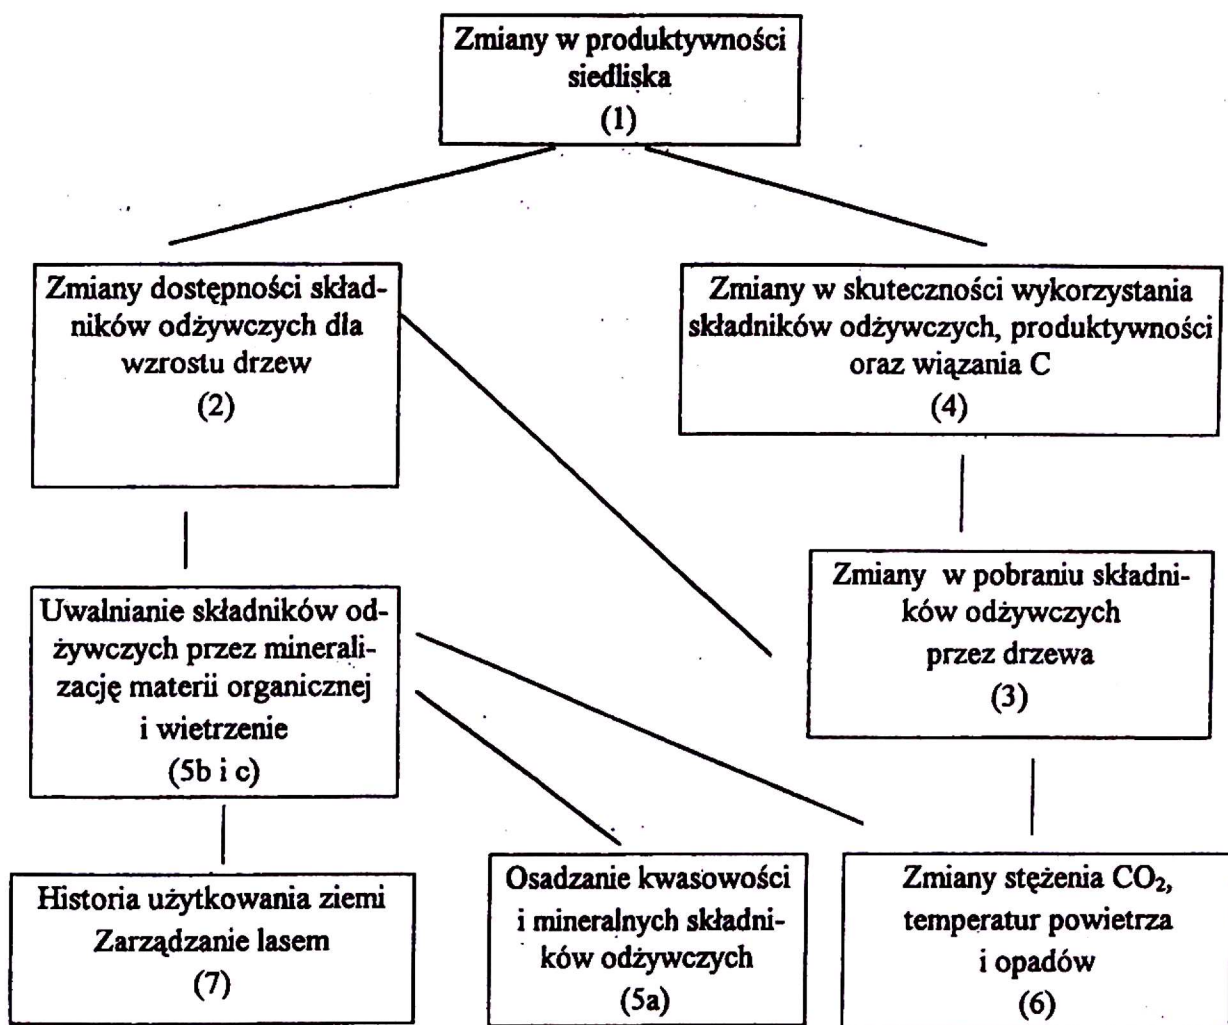 Zmiany w produktywności
siedliska
(1)
Zmiany dostępności skład-
ników odżywczych dla
wzrostu drzew
(2)
Zmiany w skuteczności wykorzystania
składników odżywczych, produktywności
oraz wiązania C
(4)
Uwalnianie składników od-
żywczych przez minerali-
zację materii organicznej
i wietrzenie
(5b i c)
Zmiany w pobraniu składni-
ków odżywczych
przez drzewa
(3)
Historia użytkowania ziemi
Zarządzanie lasem
(7)
Osadzanie kwasowości
i mineralnych składni-
ków odżywczych
(5a)
Zmiany stężenia CO₂,
temperatur powietrza
i opadów
(6)